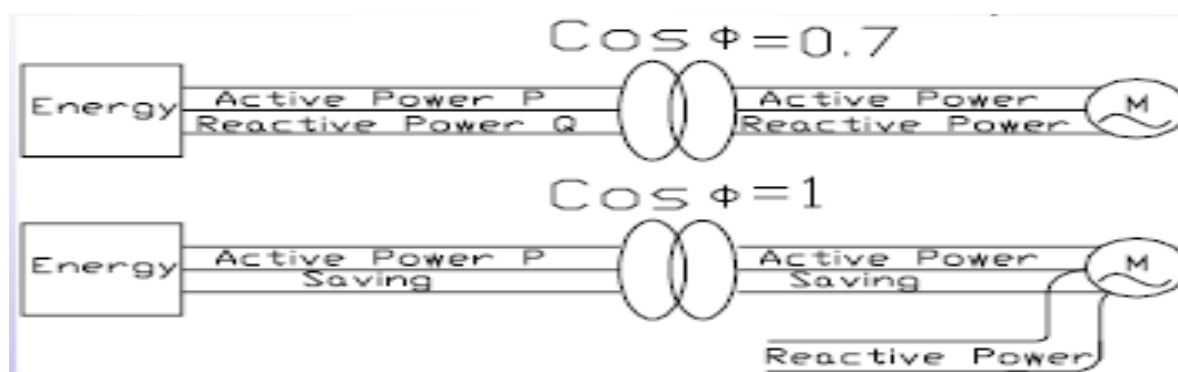 Cos Φ=0.7
Energy Active Power P Active Power M
Reactive Power Q Reactive Power
Cos Φ=1
Energy Active Power P Active Power M
Saving Saving
Reactive Power